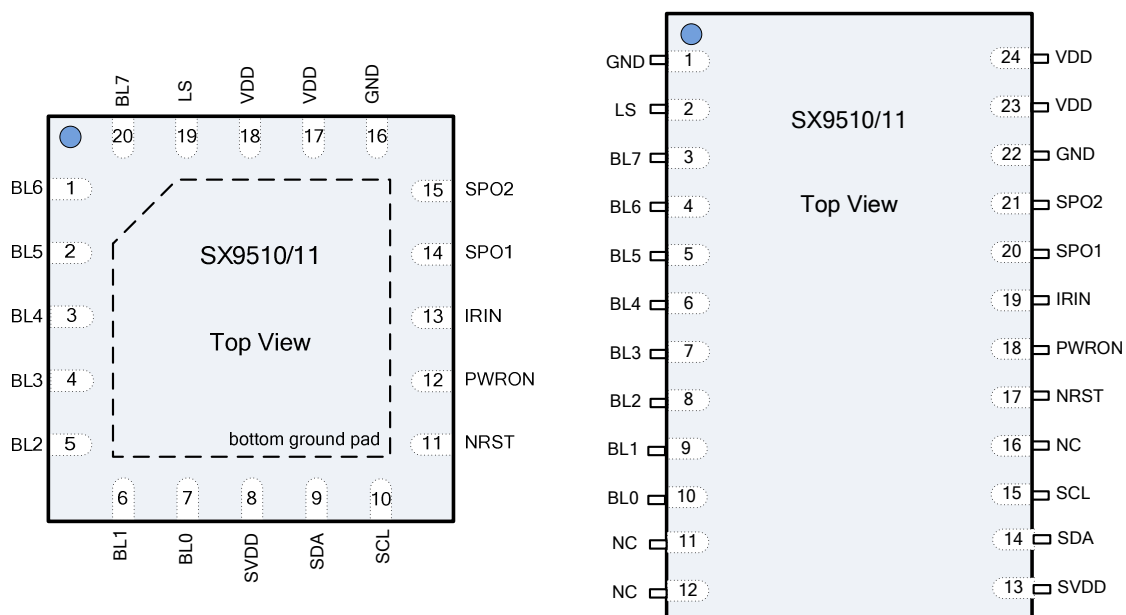 BL7 LS VDD VDD GND
20 19 18 17 16
BL6 1 15 SPO2
BL5 2 14 SPO1
SX9510/11
BL4 3 13 IRIN
Top View
BL3 4 12 PWRON
BL2 5 11 NRST
bottom ground pad
6 7 8 9 10
BL1 BL0 SVDD SDA SCL
GND 1 24 VDD
LS 2 23 VDD
SX9510/11
BL7 3 22 GND
BL6 4 21 SPO2
Top View
BL5 5 20 SPO1
BL4 6 19 IRIN
BL3 7 18 PWRON
BL2 8 17 NRST
BL1 9 16 NC
BL0 10 15 SCL
NC 11 14 SDA
NC 12 13 SVDD